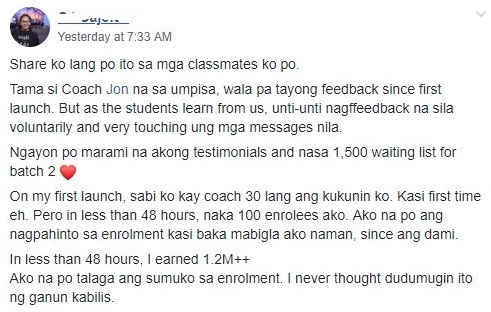 Yesterday at 7:33 AM
Share ko lang po ito sa mga classmates ko po.
Tama si Coach Jon na sa umpisa, wala pa tayong feedback since first
launch. But as the students learn from us, unti-unti nagffeedback na sila
voluntarily and very touching ung mga messages nila.
Ngayon po marami na akong testimonials and nasa 1,500 waiting list for
batch 2 ❤️
On my first launch, sabi ko kay coach 30 lang ang kukunin ko. Kasi first time
eh. Pero in less than 48 hours, naka 100 enrolees ako. Ako na po ang
nagpahinto sa enrolment kasi baka mabigla ako naman, since ang dami.
In less than 48 hours, I earned 1.2M++
Ako na po talaga ang sumuko sa enrolment. I never thought dudumugin ito
ng ganun kabilis.